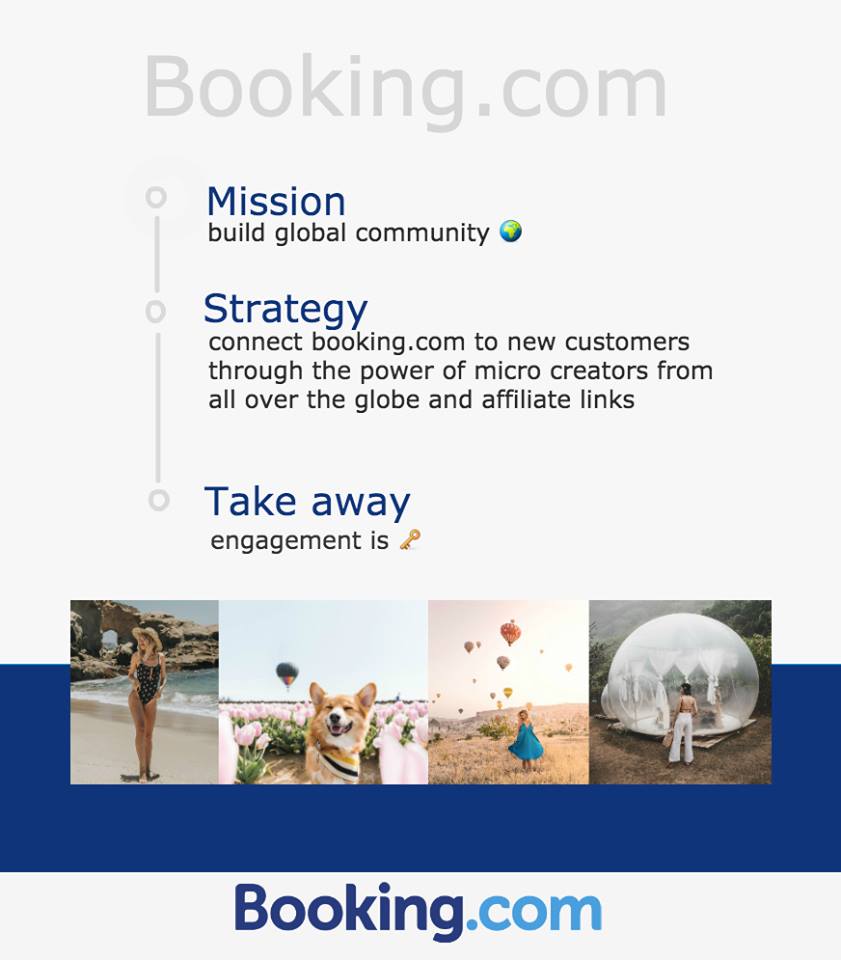 Booking.com
Mission
build global community 🌍
Strategy
connect booking.com to new customers
through the power of micro creators from
all over the globe and affiliate links
Take away
engagement is 🔑
Booking.com